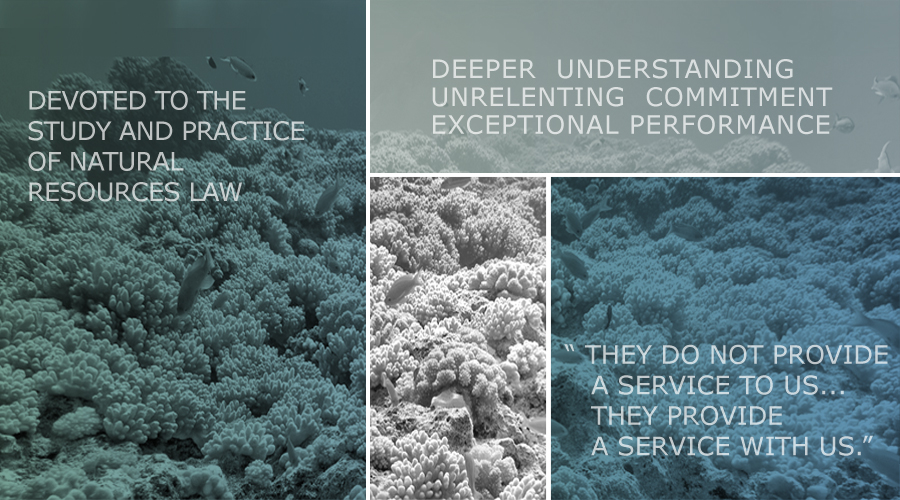 DEVOTED TO THE
STUDY AND PRACTICE
OF NATURAL
RESOURCES LAW
DEEPER UNDERSTANDING
UNRELENTING COMMITMENT
EXCEPTIONAL PERFORMANCE
“ THEY DO NOT PROVIDE
A SERVICE TO US...
THEY PROVIDE
A SERVICE WITH US.”